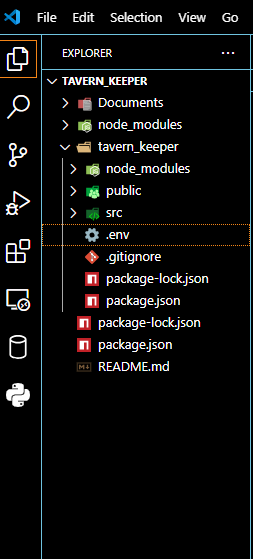 File Edit Selection View Go
EXPLORER ...
TAVERN_KEEPER
Documents
node_modules
tavern_keeper
node_modules
public
src
.env
.gitignore
package-lock.json
package.json
package-lock.json
package.json
README.md